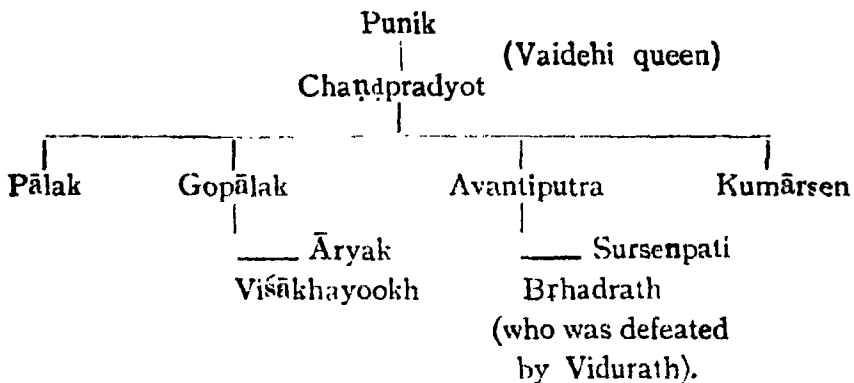 Punik
(Vaidehi queen)
Chaṇḍpradyot
Pālak Gopālak Avantiputra Kumārsen
Āryak Sursenpati
Viśākhayookh Bṛhadrath
(who was defeated
by Vidurath).